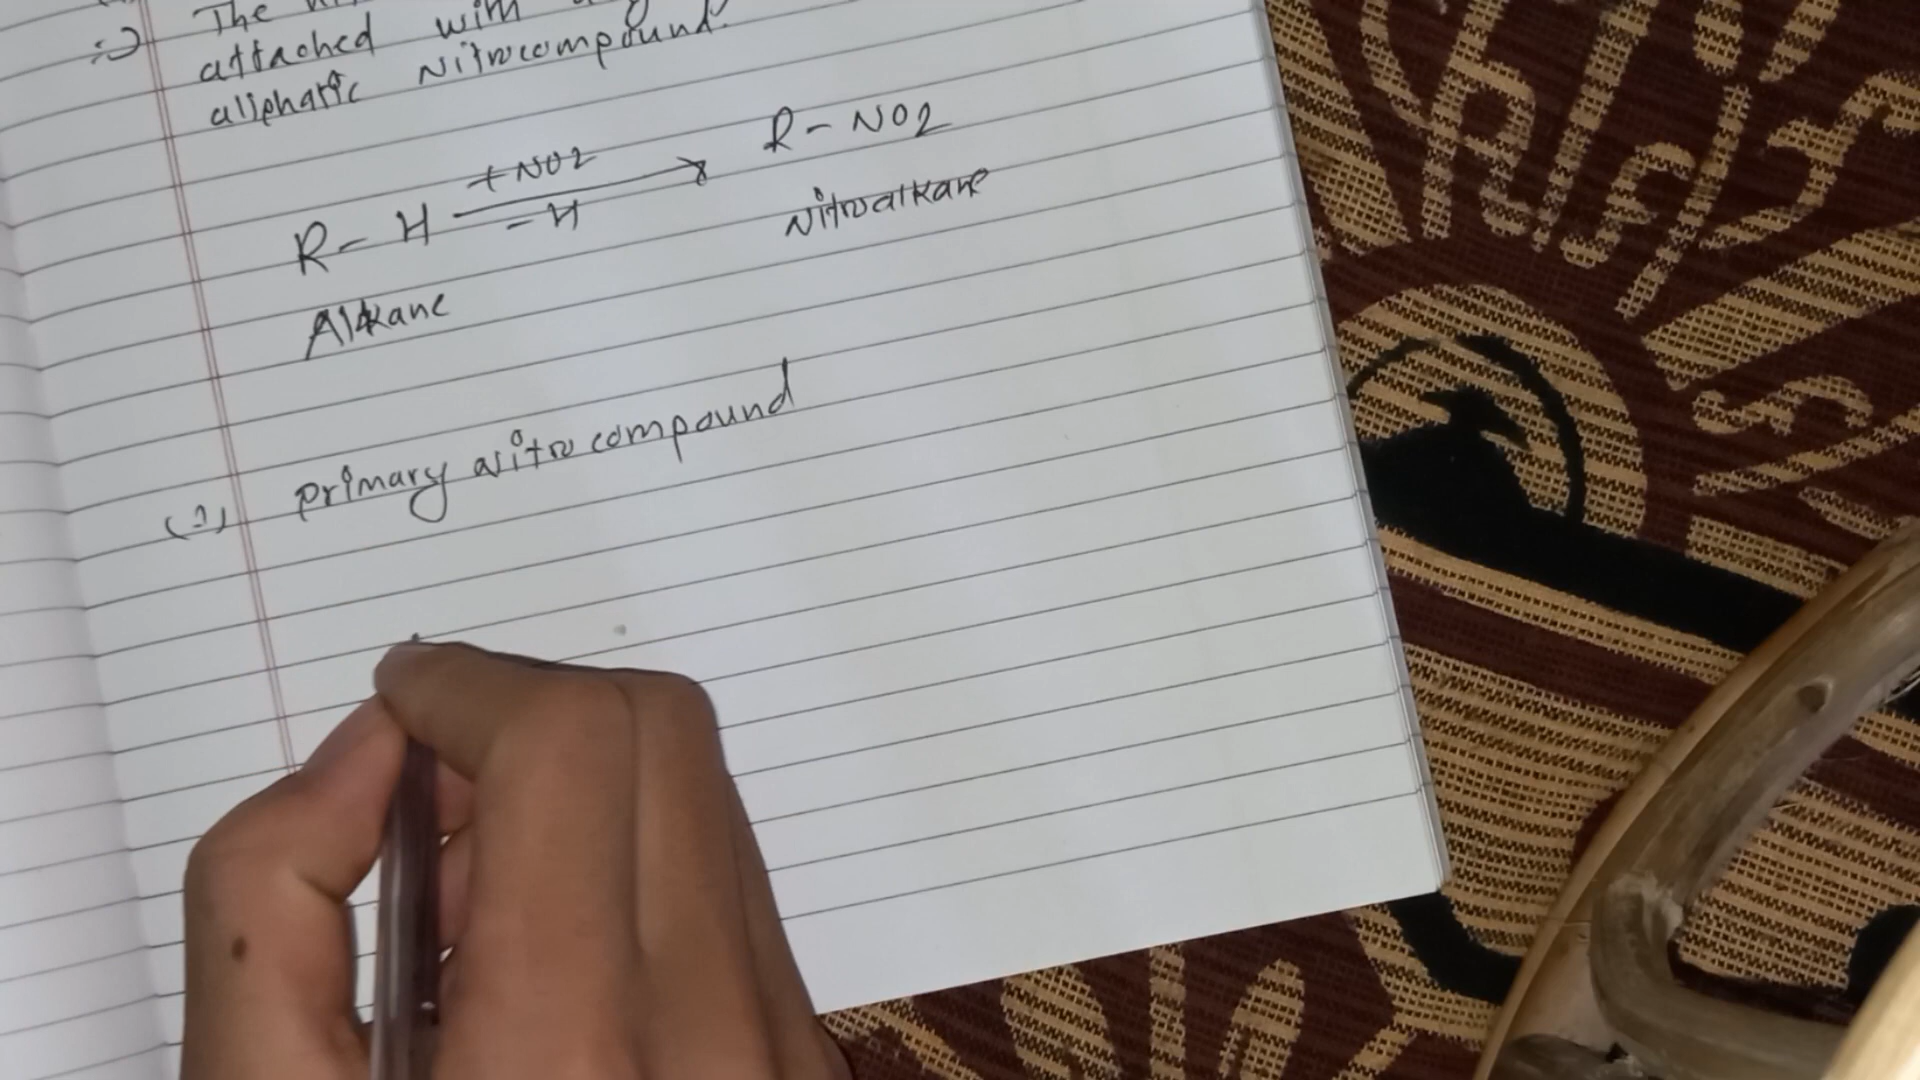 :-) The
attached with
aliphatic Nitrocompound.
R - H +NO2 -H R - NO2
Alkane Nitroalkane
(1) primary nitro compound